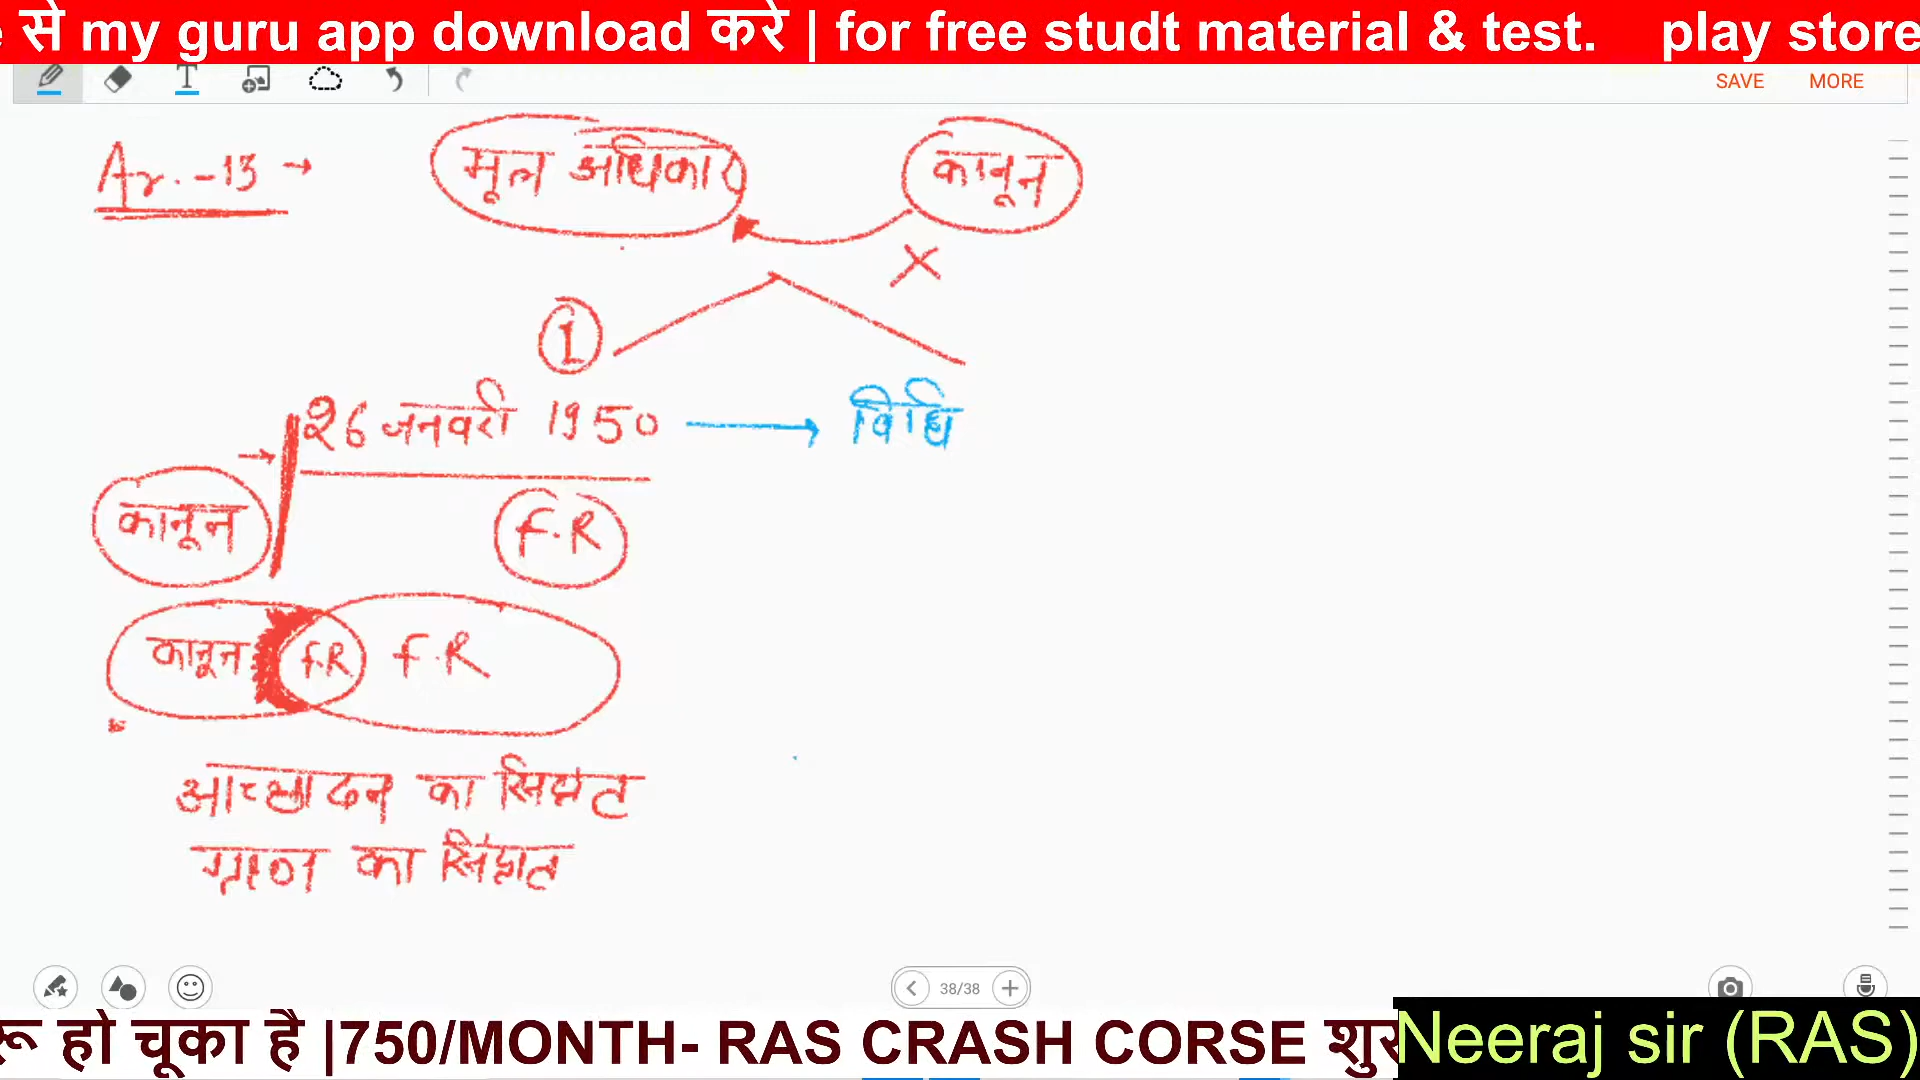 से my guru app download करे | for free studt material & test. play store
SAVE MORE
Ar.-13 → मूल अधिकार कानून
X
1
26 जनवरी 1950 → विधि
कानून F.R
कानून F.R F.R
आच्छादन का सिद्धांत
ग्रहण का सिद्धांत
38/38
हो चूका है |750/MONTH- RAS CRASH CORSE
Neeraj sir (RAS)